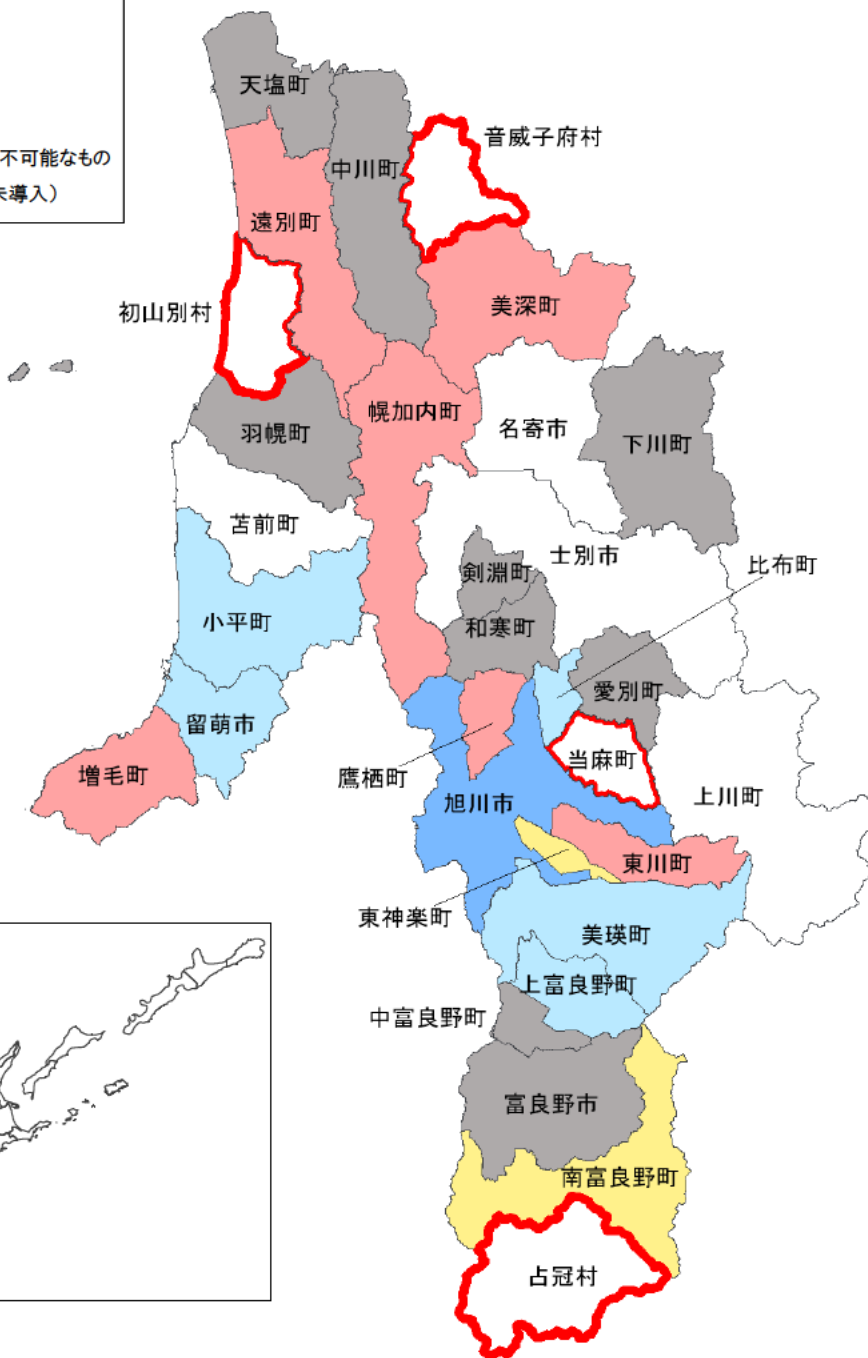 不可能なもの
未導入）
天塩町
音威子府村
中川町
遠別町
美深町
初山別村
幌加内町
名寄市
羽幌町
下川町
苫前町
士別市
比布町
剣淵町
小平町
和寒町
愛別町
留萌市
当麻町
増毛町
鷹栖町
上川町
旭川市
東川町
東神楽町
美瑛町
上富良野町
中富良野町
富良野市
南富良野町
占冠村